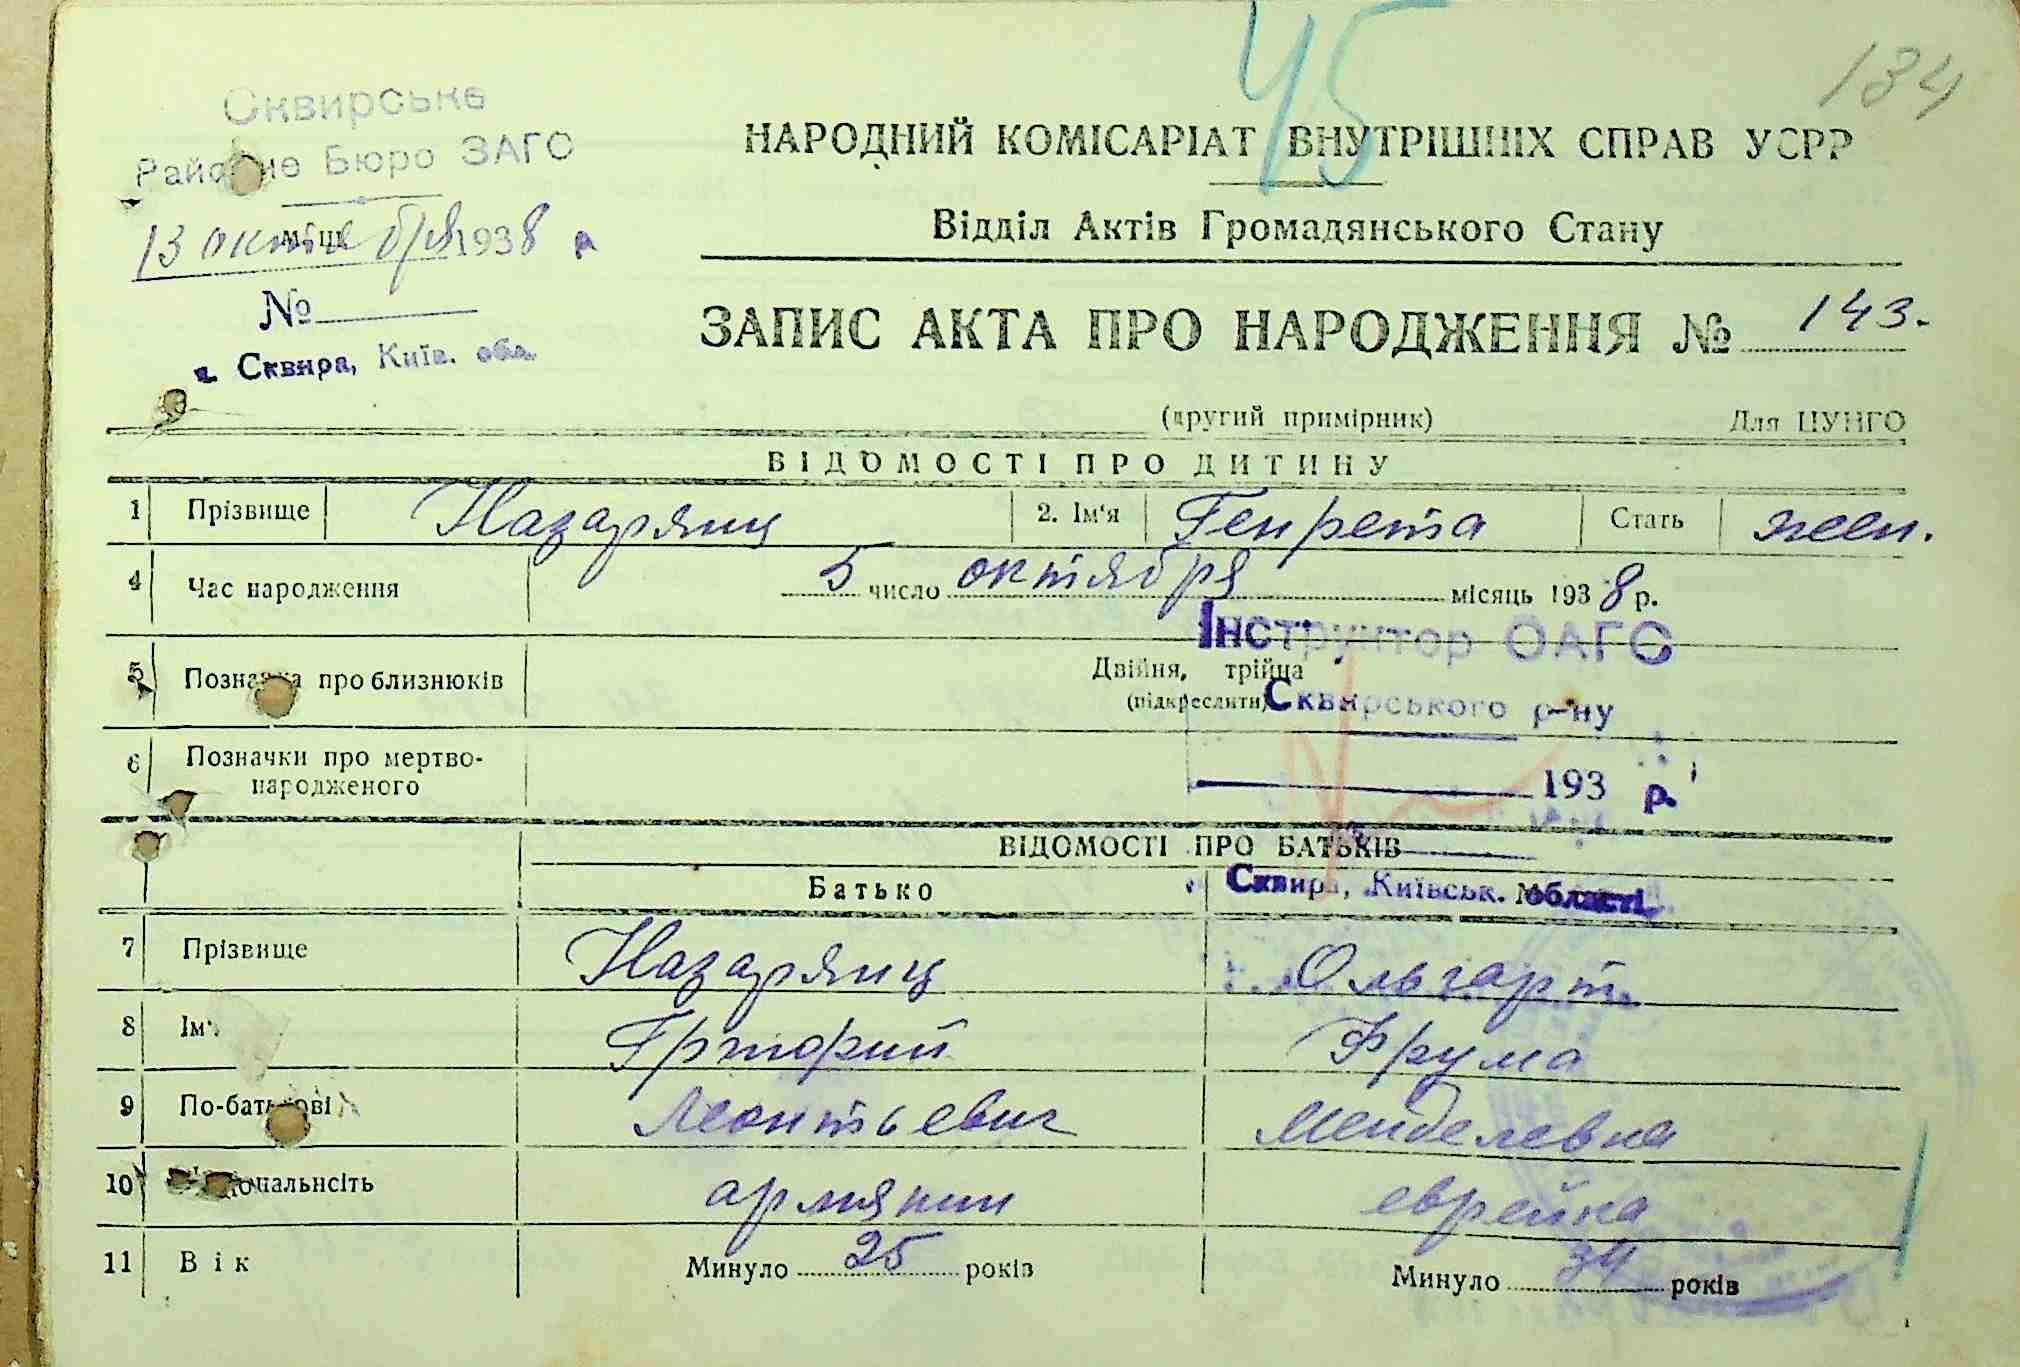 45
134
Сквирське
Районне Бюро ЗАГС
13 октября 1938 р
№
м. Сквира, Київ. обл.
НАРОДНИЙ КОМІСАРІАТ ВНУТРІШНІХ СПРАВ УСРР
Відділ Актів Громадянського Стану
ЗАПИС АКТА ПРО НАРОДЖЕННЯ № 143.
(другий примірник) Для ЦУНГО
ВІДОМОСТІ ПРО ДИТИНУ
1 Прізвище Назарянц 2. Ім'я Генрета Стать жен.
4 Час народження 5 число октября місяць 1938 р.
Інструктор ОАГС
5 Позначка про близнюків Двійня, трійца
(підкреслити)
Сквирського р-ну
6 Позначки про мертво-
народженого
193 р.
ВІДОМОСТІ ПРО БАТЬКІВ
Батько
Сквира, Київськ. області
7 Прізвище Назарянц Ольгарт
8 Ім' Григорий Фрума
9 По-батькові Леонтьевич Менделевна
10 Національність армянин еврейка
11 Вік Минуло 25 років Минуло 34 років